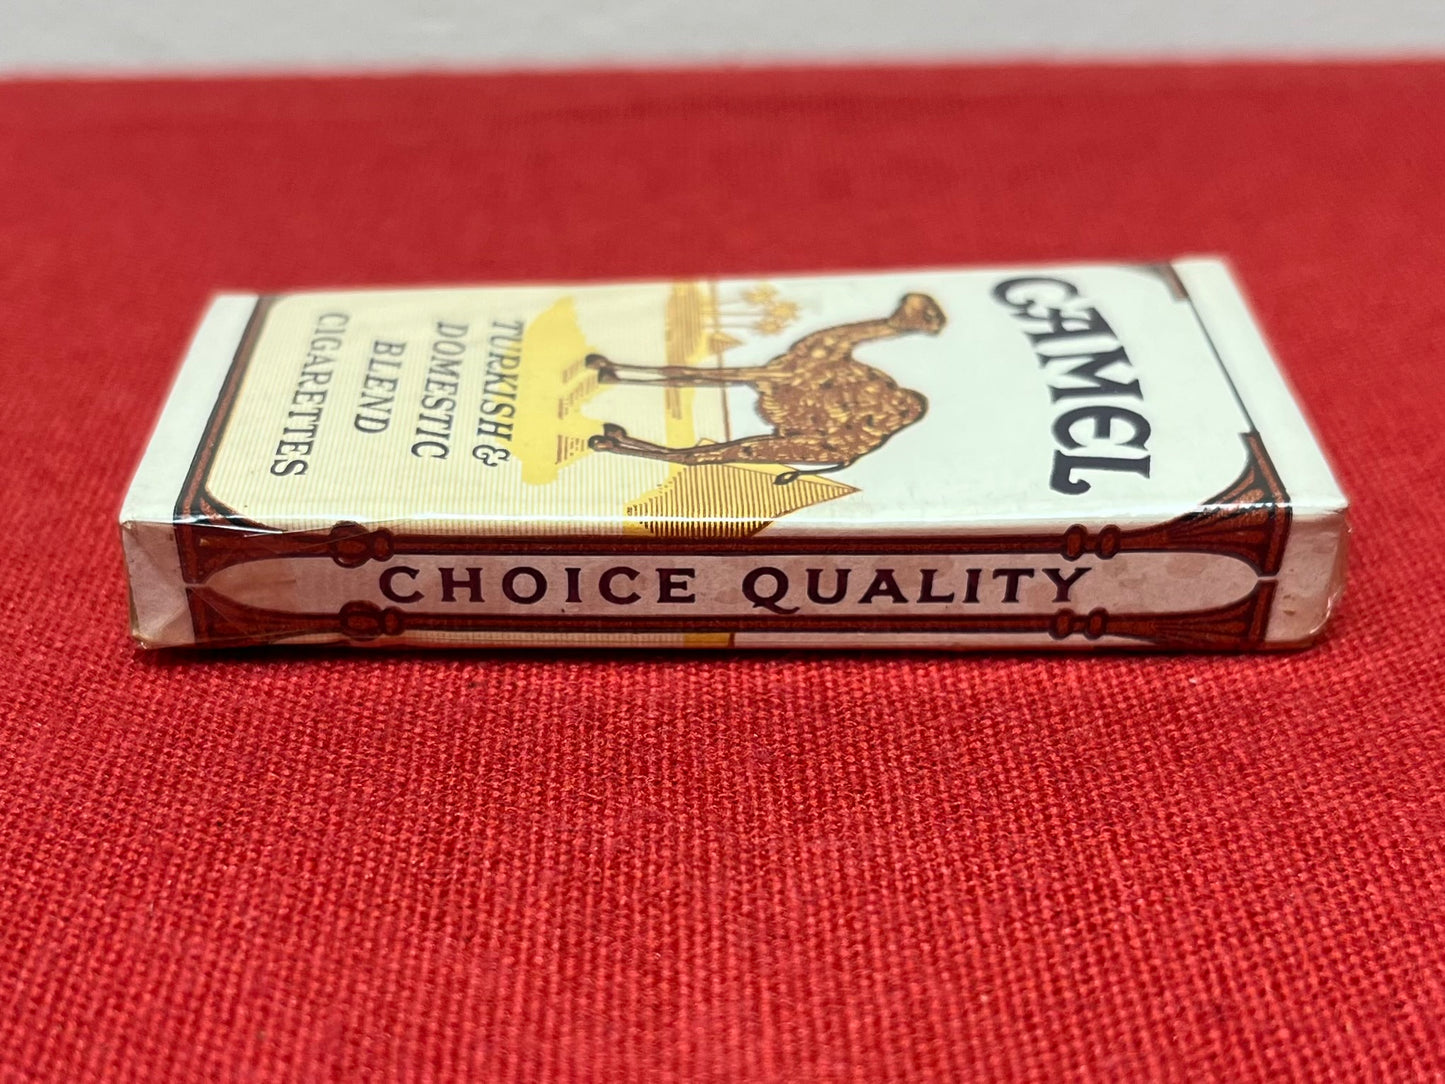 CAMEL
TURKISH &
DOMESTIC
BLEND
CIGARETTES
CHOICE QUALITY